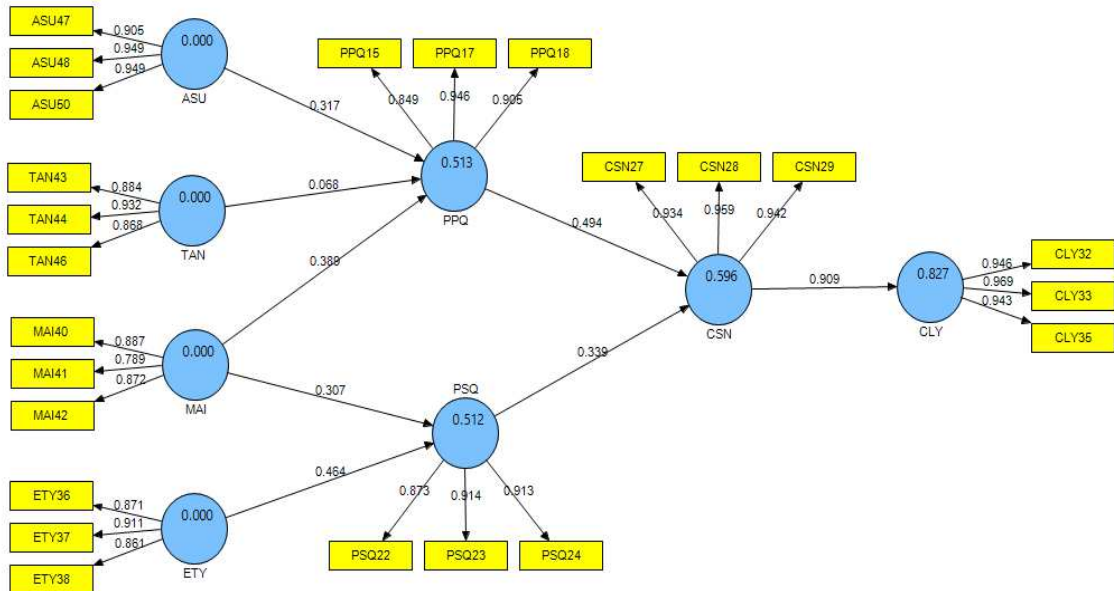 ASU47
ASU48
ASU50
0.905
0.949
0.949
0.000
ASU
TAN43
TAN44
TAN46
0.884
0.932
0.868
0.000
TAN
MAI40
MAI41
MAI42
0.887
0.789
0.872
0.000
MAI
ETY36
ETY37
ETY38
0.871
0.911
0.861
0.000
ETY
0.317
0.068
0.389
0.307
0.464
PPQ15
PPQ17
PPQ18
0.849
0.946
0.905
0.513
PPQ
PSQ
0.512
0.873
0.914
0.913
PSQ22
PSQ23
PSQ24
0.494
0.339
CSN27
CSN28
CSN29
0.934
0.959
0.942
0.596
CSN
0.909
0.827
CLY
0.946
0.969
0.943
CLY32
CLY33
CLY35